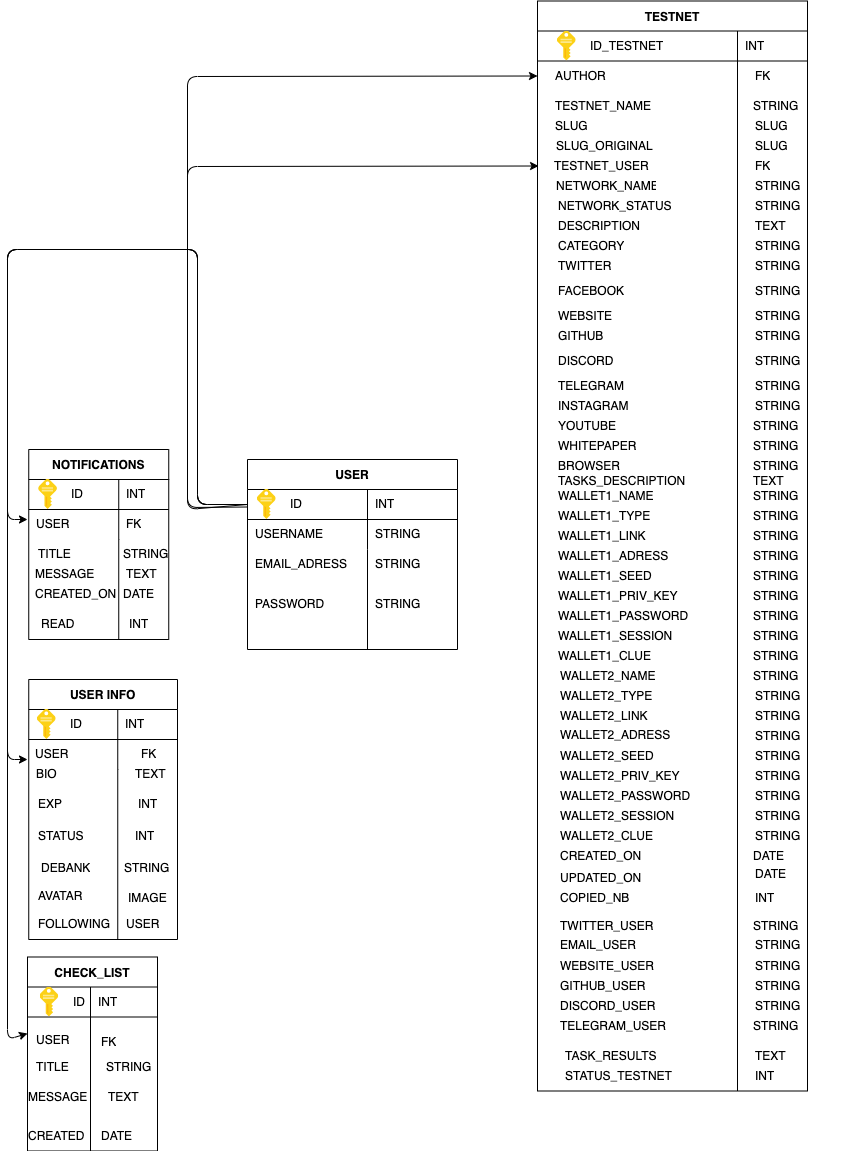 TESTNET
ID_TESTNET INT
AUTHOR FK
TESTNET_NAME STRING
SLUG SLUG
SLUG_ORIGINAL SLUG
TESTNET_USER FK
NETWORK_NAME STRING
NETWORK_STATUS STRING
DESCRIPTION TEXT
CATEGORY STRING
TWITTER STRING
FACEBOOK STRING
WEBSITE STRING
GITHUB STRING
DISCORD STRING
TELEGRAM STRING
INSTAGRAM STRING
YOUTUBE STRING
WHITEPAPER STRING
BROWSER STRING
TASKS_DESCRIPTION TEXT
WALLET1_NAME STRING
WALLET1_TYPE STRING
WALLET1_LINK STRING
WALLET1_ADRESS STRING
WALLET1_SEED STRING
WALLET1_PRIV_KEY STRING
WALLET1_PASSWORD STRING
WALLET1_SESSION STRING
WALLET1_CLUE STRING
WALLET2_NAME STRING
WALLET2_TYPE STRING
WALLET2_LINK STRING
WALLET2_ADRESS STRING
WALLET2_SEED STRING
WALLET2_PRIV_KEY STRING
WALLET2_PASSWORD STRING
WALLET2_SESSION STRING
WALLET2_CLUE STRING
CREATED_ON DATE
UPDATED_ON DATE
COPIED_NB INT
TWITTER_USER STRING
EMAIL_USER STRING
WEBSITE_USER STRING
GITHUB_USER STRING
DISCORD_USER STRING
TELEGRAM_USER STRING
TASK_RESULTS TEXT
STATUS_TESTNET INT
NOTIFICATIONS
ID INT
USER FK
TITLE STRING
MESSAGE TEXT
CREATED_ON DATE
READ INT
USER
ID INT
USERNAME STRING
EMAIL_ADRESS STRING
PASSWORD STRING
USER INFO
ID INT
USER FK
BIO TEXT
EXP INT
STATUS INT
DEBANK STRING
AVATAR IMAGE
FOLLOWING USER
CHECK_LIST
ID INT
USER FK
TITLE STRING
MESSAGE TEXT
CREATED DATE